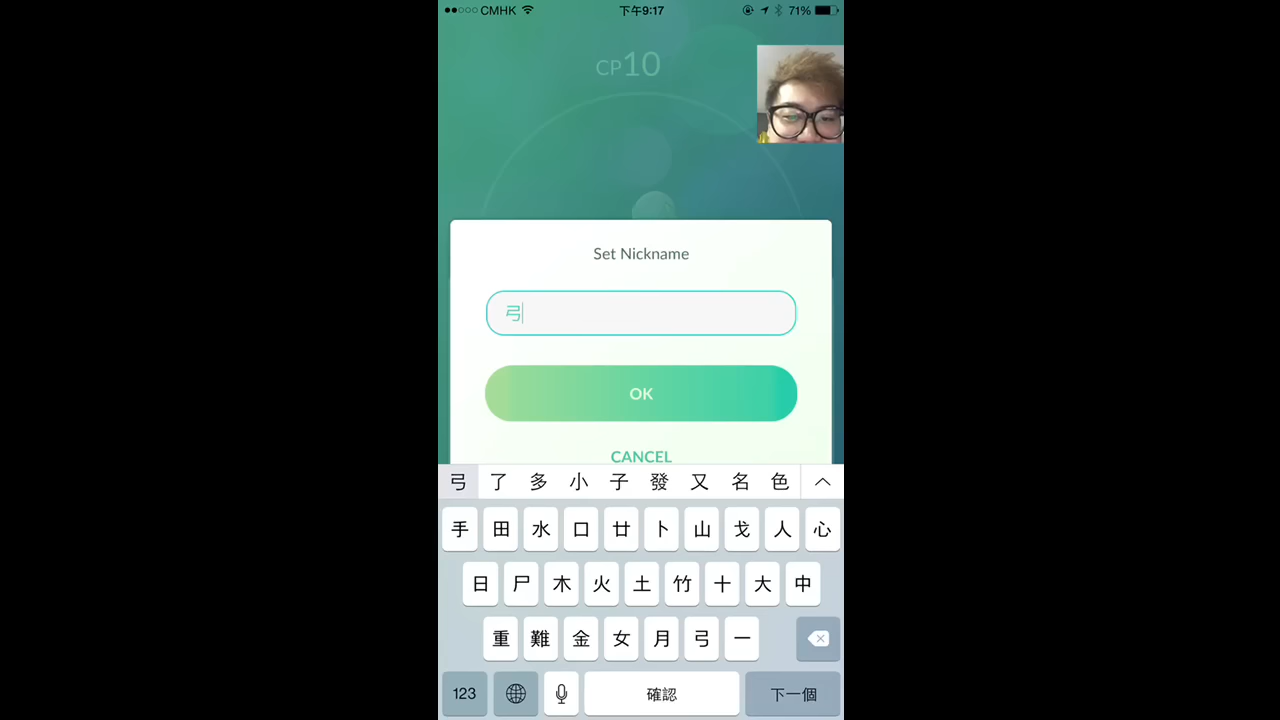 CMHK 下午9:17 71%
CP10
Set Nickname
弓
OK
CANCEL
弓 了 多 小 子 發 又 名 色
手 田 水 口 廿 卜 山 戈 人 心
日 尸 木 火 土 竹 十 大 中
重 難 金 女 月 弓 一
123 確認 下一個